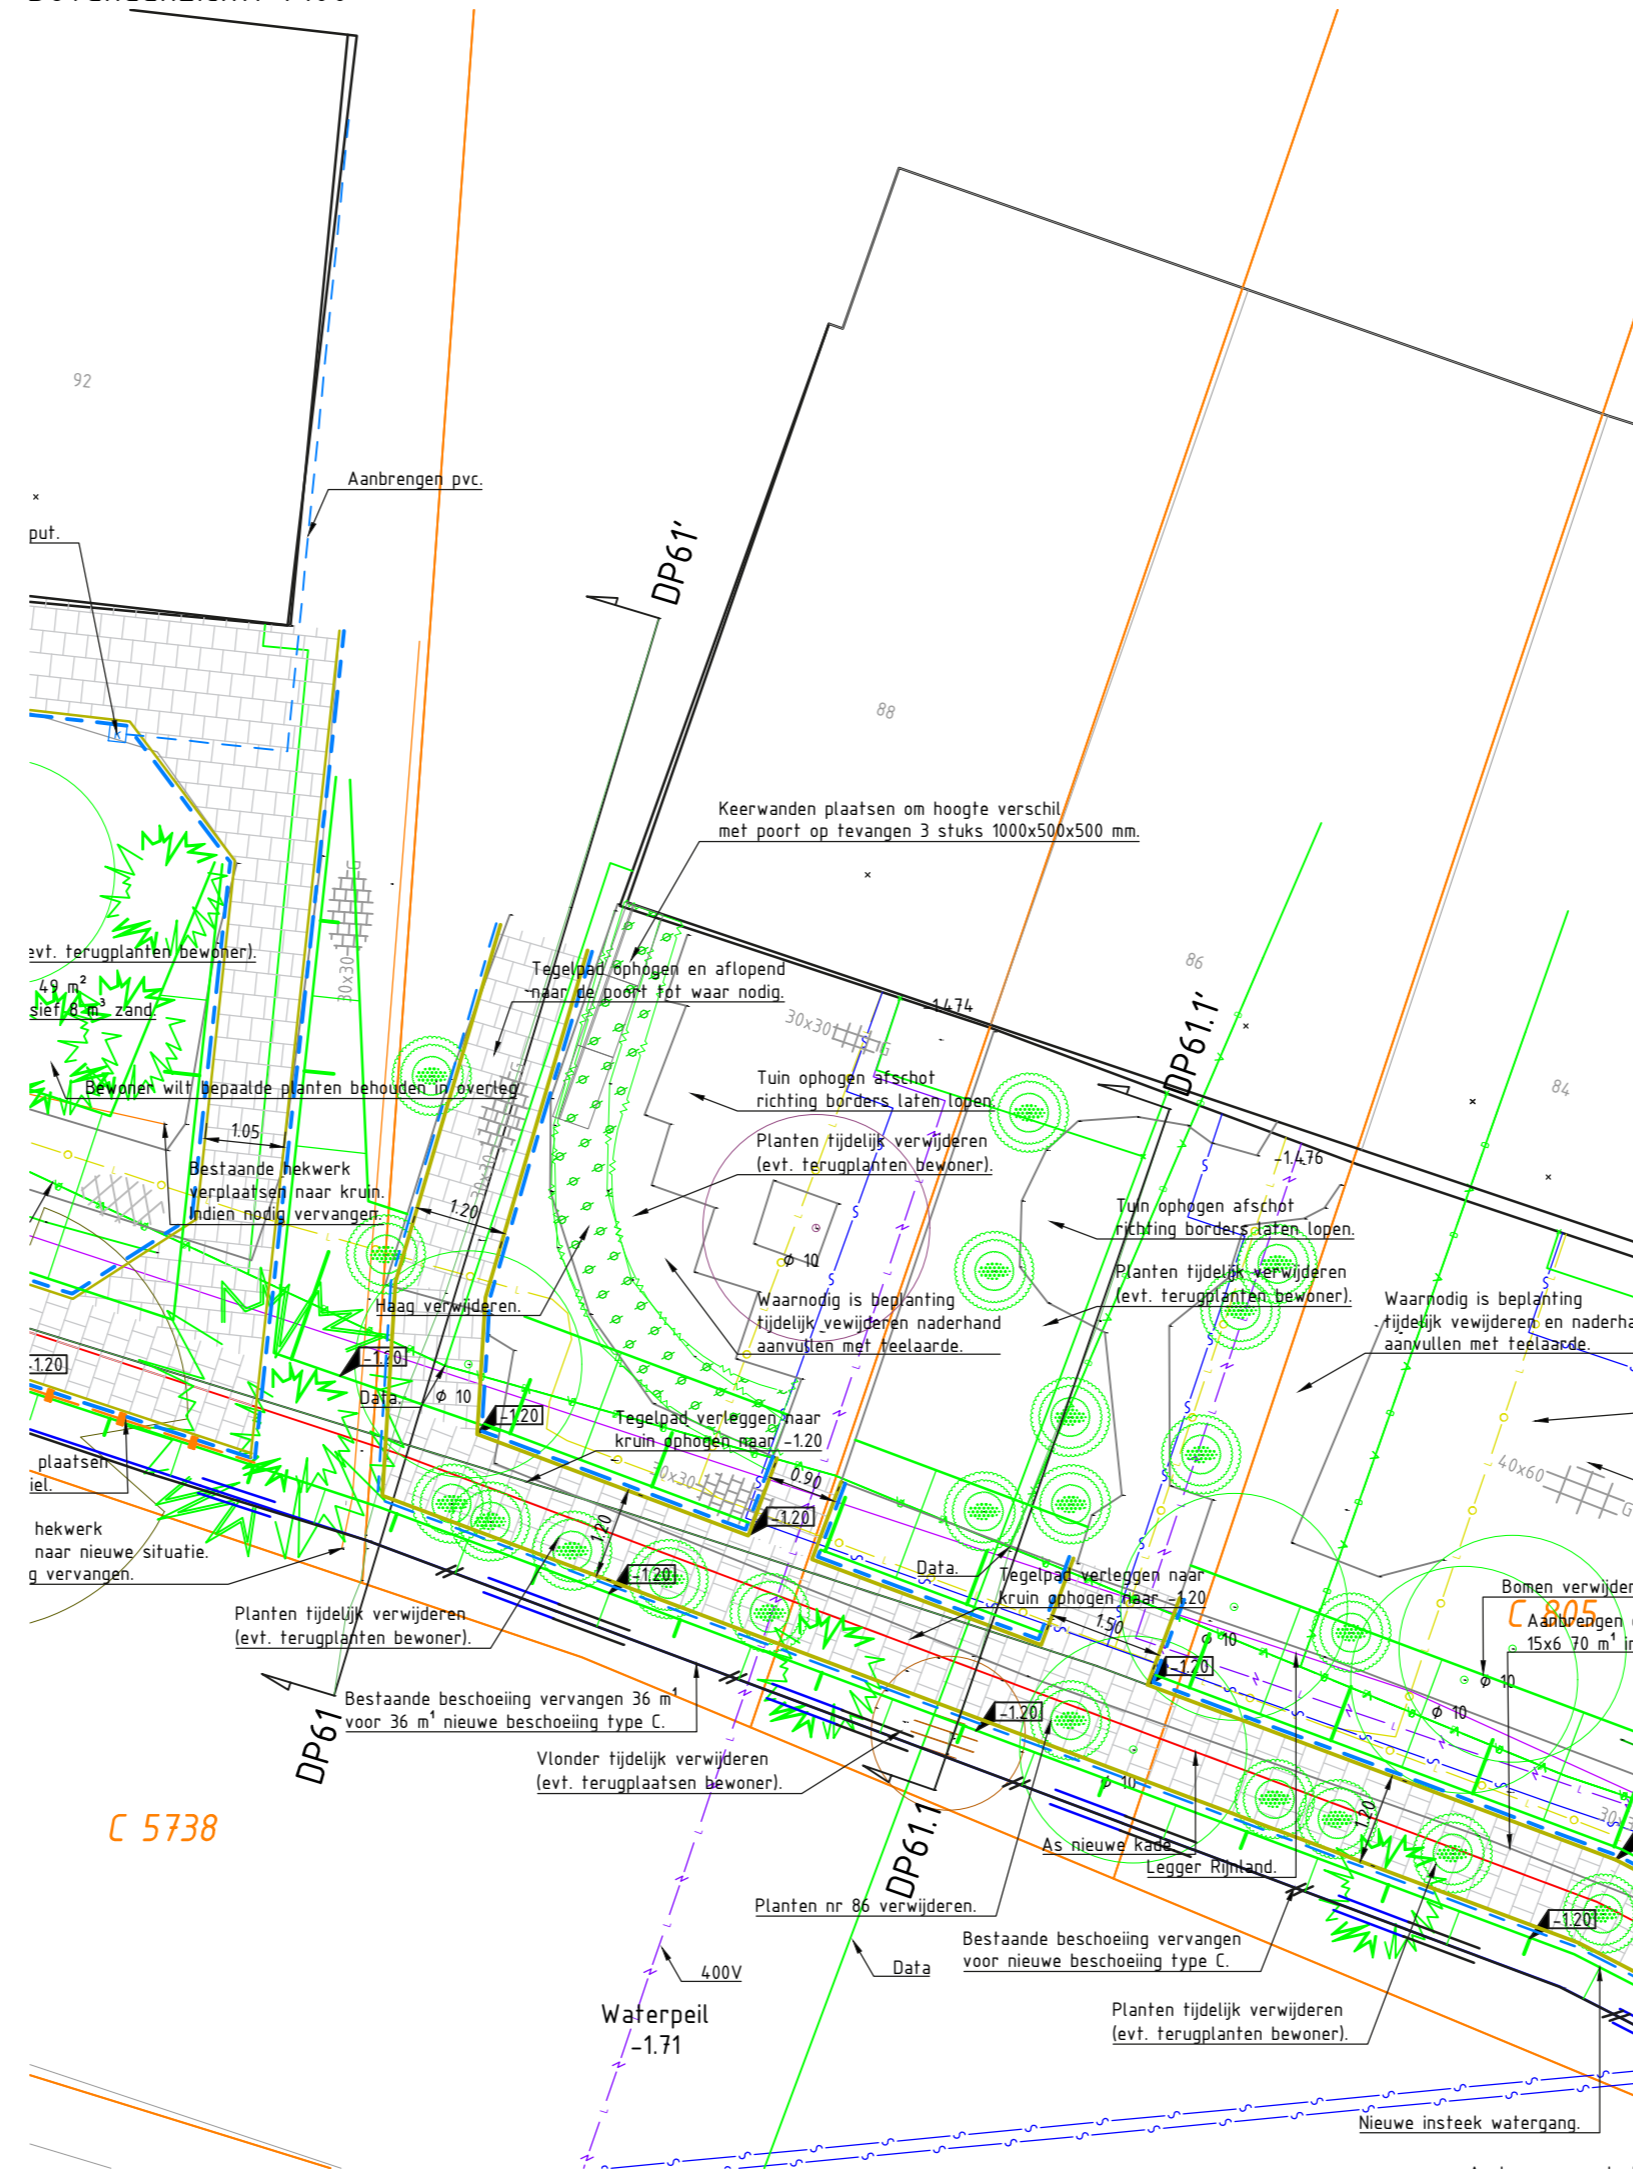 92
Aanbrengen pvc.
put.
DP61'
88
Keerwanden plaatsen om hoogte verschil
met poort op tevangen 3 stuks 1000x500x500 mm.
86
84
evt. terugplanten bewoner).
49 m²
sief 8 m³ zand.
30x30
G
Tegelpad ophogen en aflopend
naar de poort tot waar nodig.
-1.474
30x30
G
DP61.1'
Bewoner wilt bepaalde planten behouden in overleg
Tuin ophogen afschot
richting borders laten lopen.
Planten tijdelijk verwijderen
(evt. terugplanten bewoner).
1.05
-1.476
Bestaande hekwerk
verplaatsen naar kruin.
Indien nodig vervangen.
30x30
G
1.20
Tuin ophogen afschot
richting borders laten lopen.
Planten tijdelijk verwijderen
(evt. terugplanten bewoner).
Ø 10
Haag verwijderen.
Waarnodig is beplanting
tijdelijk vewijderen naderhand
aanvullen met teelaarde.
Waarnodig is beplanting
tijdelijk vewijderen en naderha
aanvullen met teelaarde.
-1.20
-1.20
Data.
Ø 10
-1.20
Tegelpad verleggen naar
kruin ophogen naar -1.20
30x30
0.90
40x60
G
plaatsen
iel.
-1.20
1.20
hekwerk
naar nieuwe situatie.
g vervangen.
-1.20
Data.
Tegelpad verleggen naar
kruin ophogen naar -1.20
1.50
Bomen verwijder
C 805
Aanbrengen
15x6 70 m¹ in
Planten tijdelijk verwijderen
(evt. terugplanten bewoner).
Ø 10
-1.20
Ø 10
Ø 10
Bestaande beschoeiing vervangen 36 m¹
voor 36 m¹ nieuwe beschoeiing type C.
-1.20
DP61
Vlonder tijdelijk verwijderen
(evt. terugplaatsen bewoner).
Ø 10
1.20
C 5738
As nieuwe kade
Legger Rijnland.
DP61.1
Planten nr 86 verwijderen.
-1.20
Bestaande beschoeiing vervangen
voor nieuwe beschoeiing type C.
400V
Data
Waterpeil
-1.71
Planten tijdelijk verwijderen
(evt. terugplanten bewoner).
Nieuwe insteek watergang.